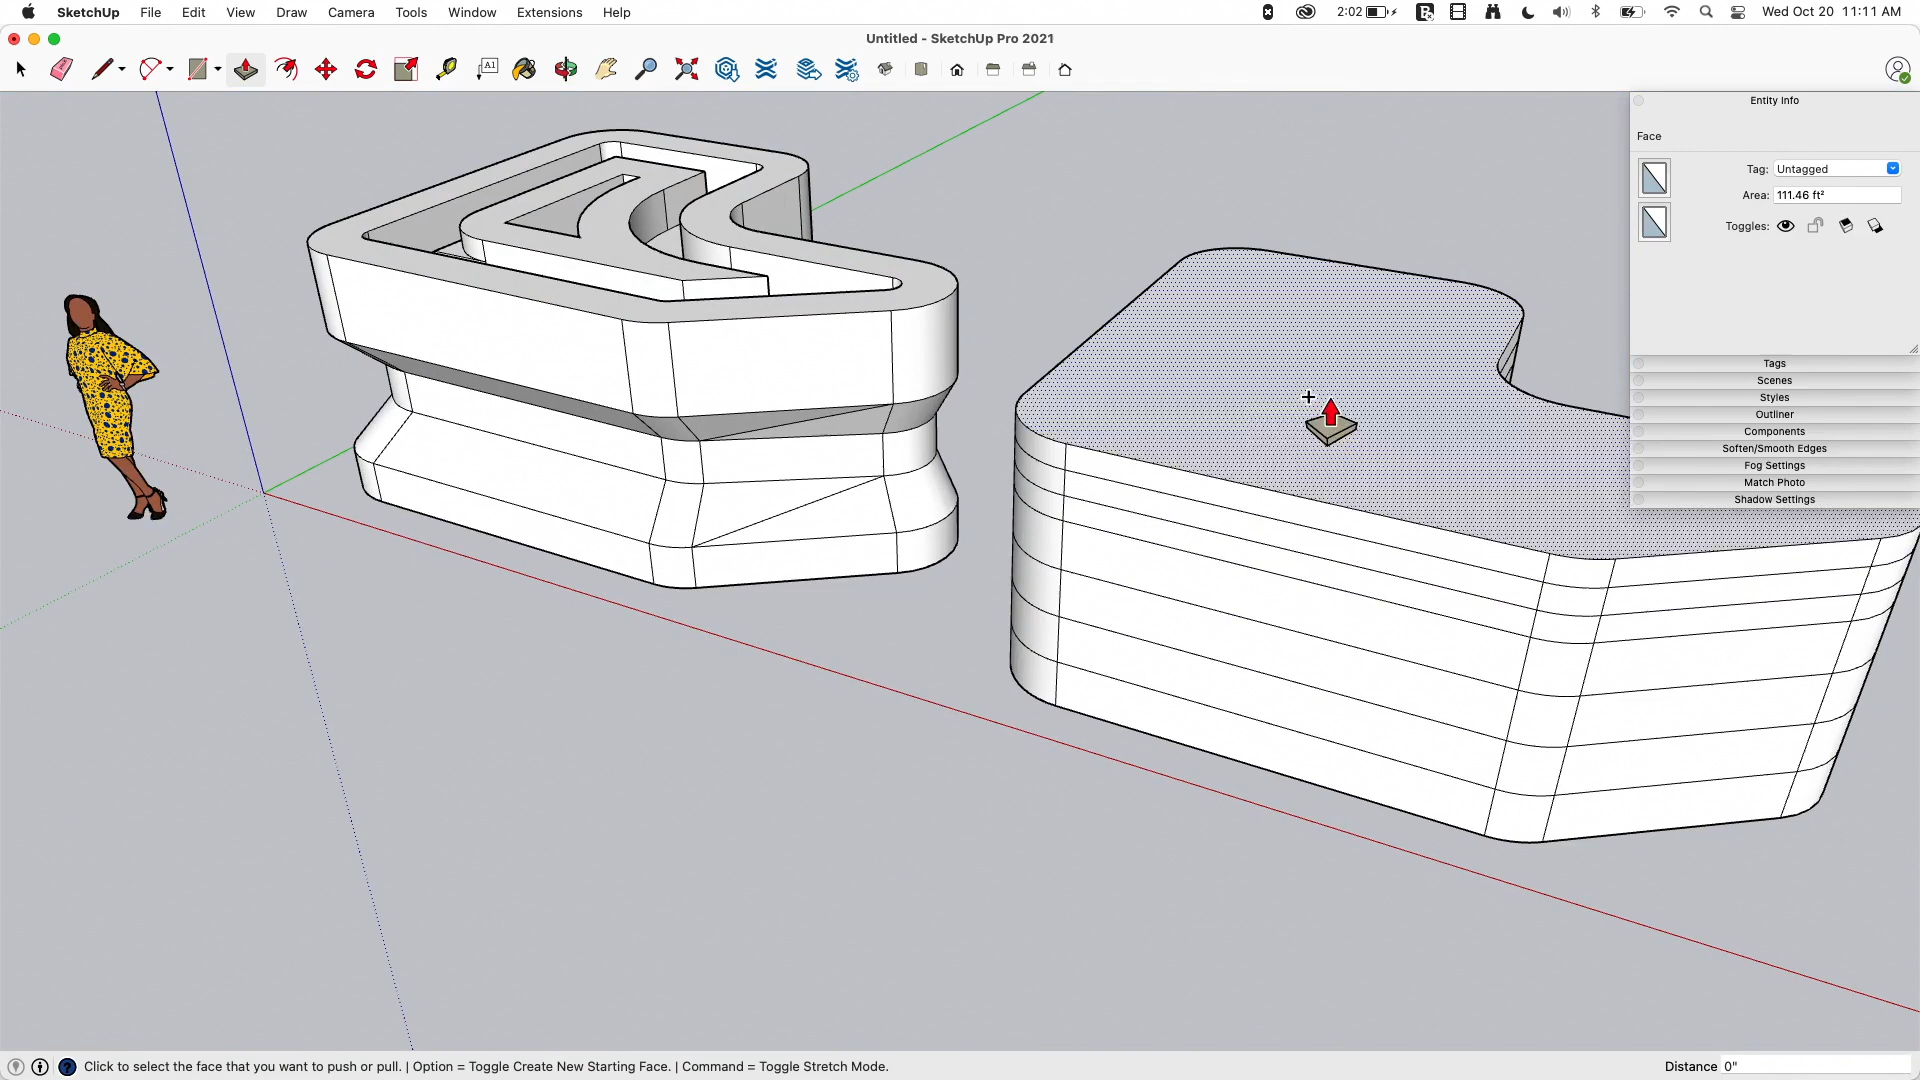 SketchUp File Edit View Draw Camera Tools Window Extensions Help 2:02 Wed Oct 20 11:11 AM
Untitled - SketchUp Pro 2021
A1
Entity Info
Face
Tag: Untagged
Area: 111.46 ft²
Toggles:
Tags
Scenes
Styles
Outliner
Components
Soften/Smooth Edges
Fog Settings
Match Photo
Shadow Settings
Click to select the face that you want to push or pull. | Option = Toggle Create New Starting Face. | Command = Toggle Stretch Mode. Distance 0"